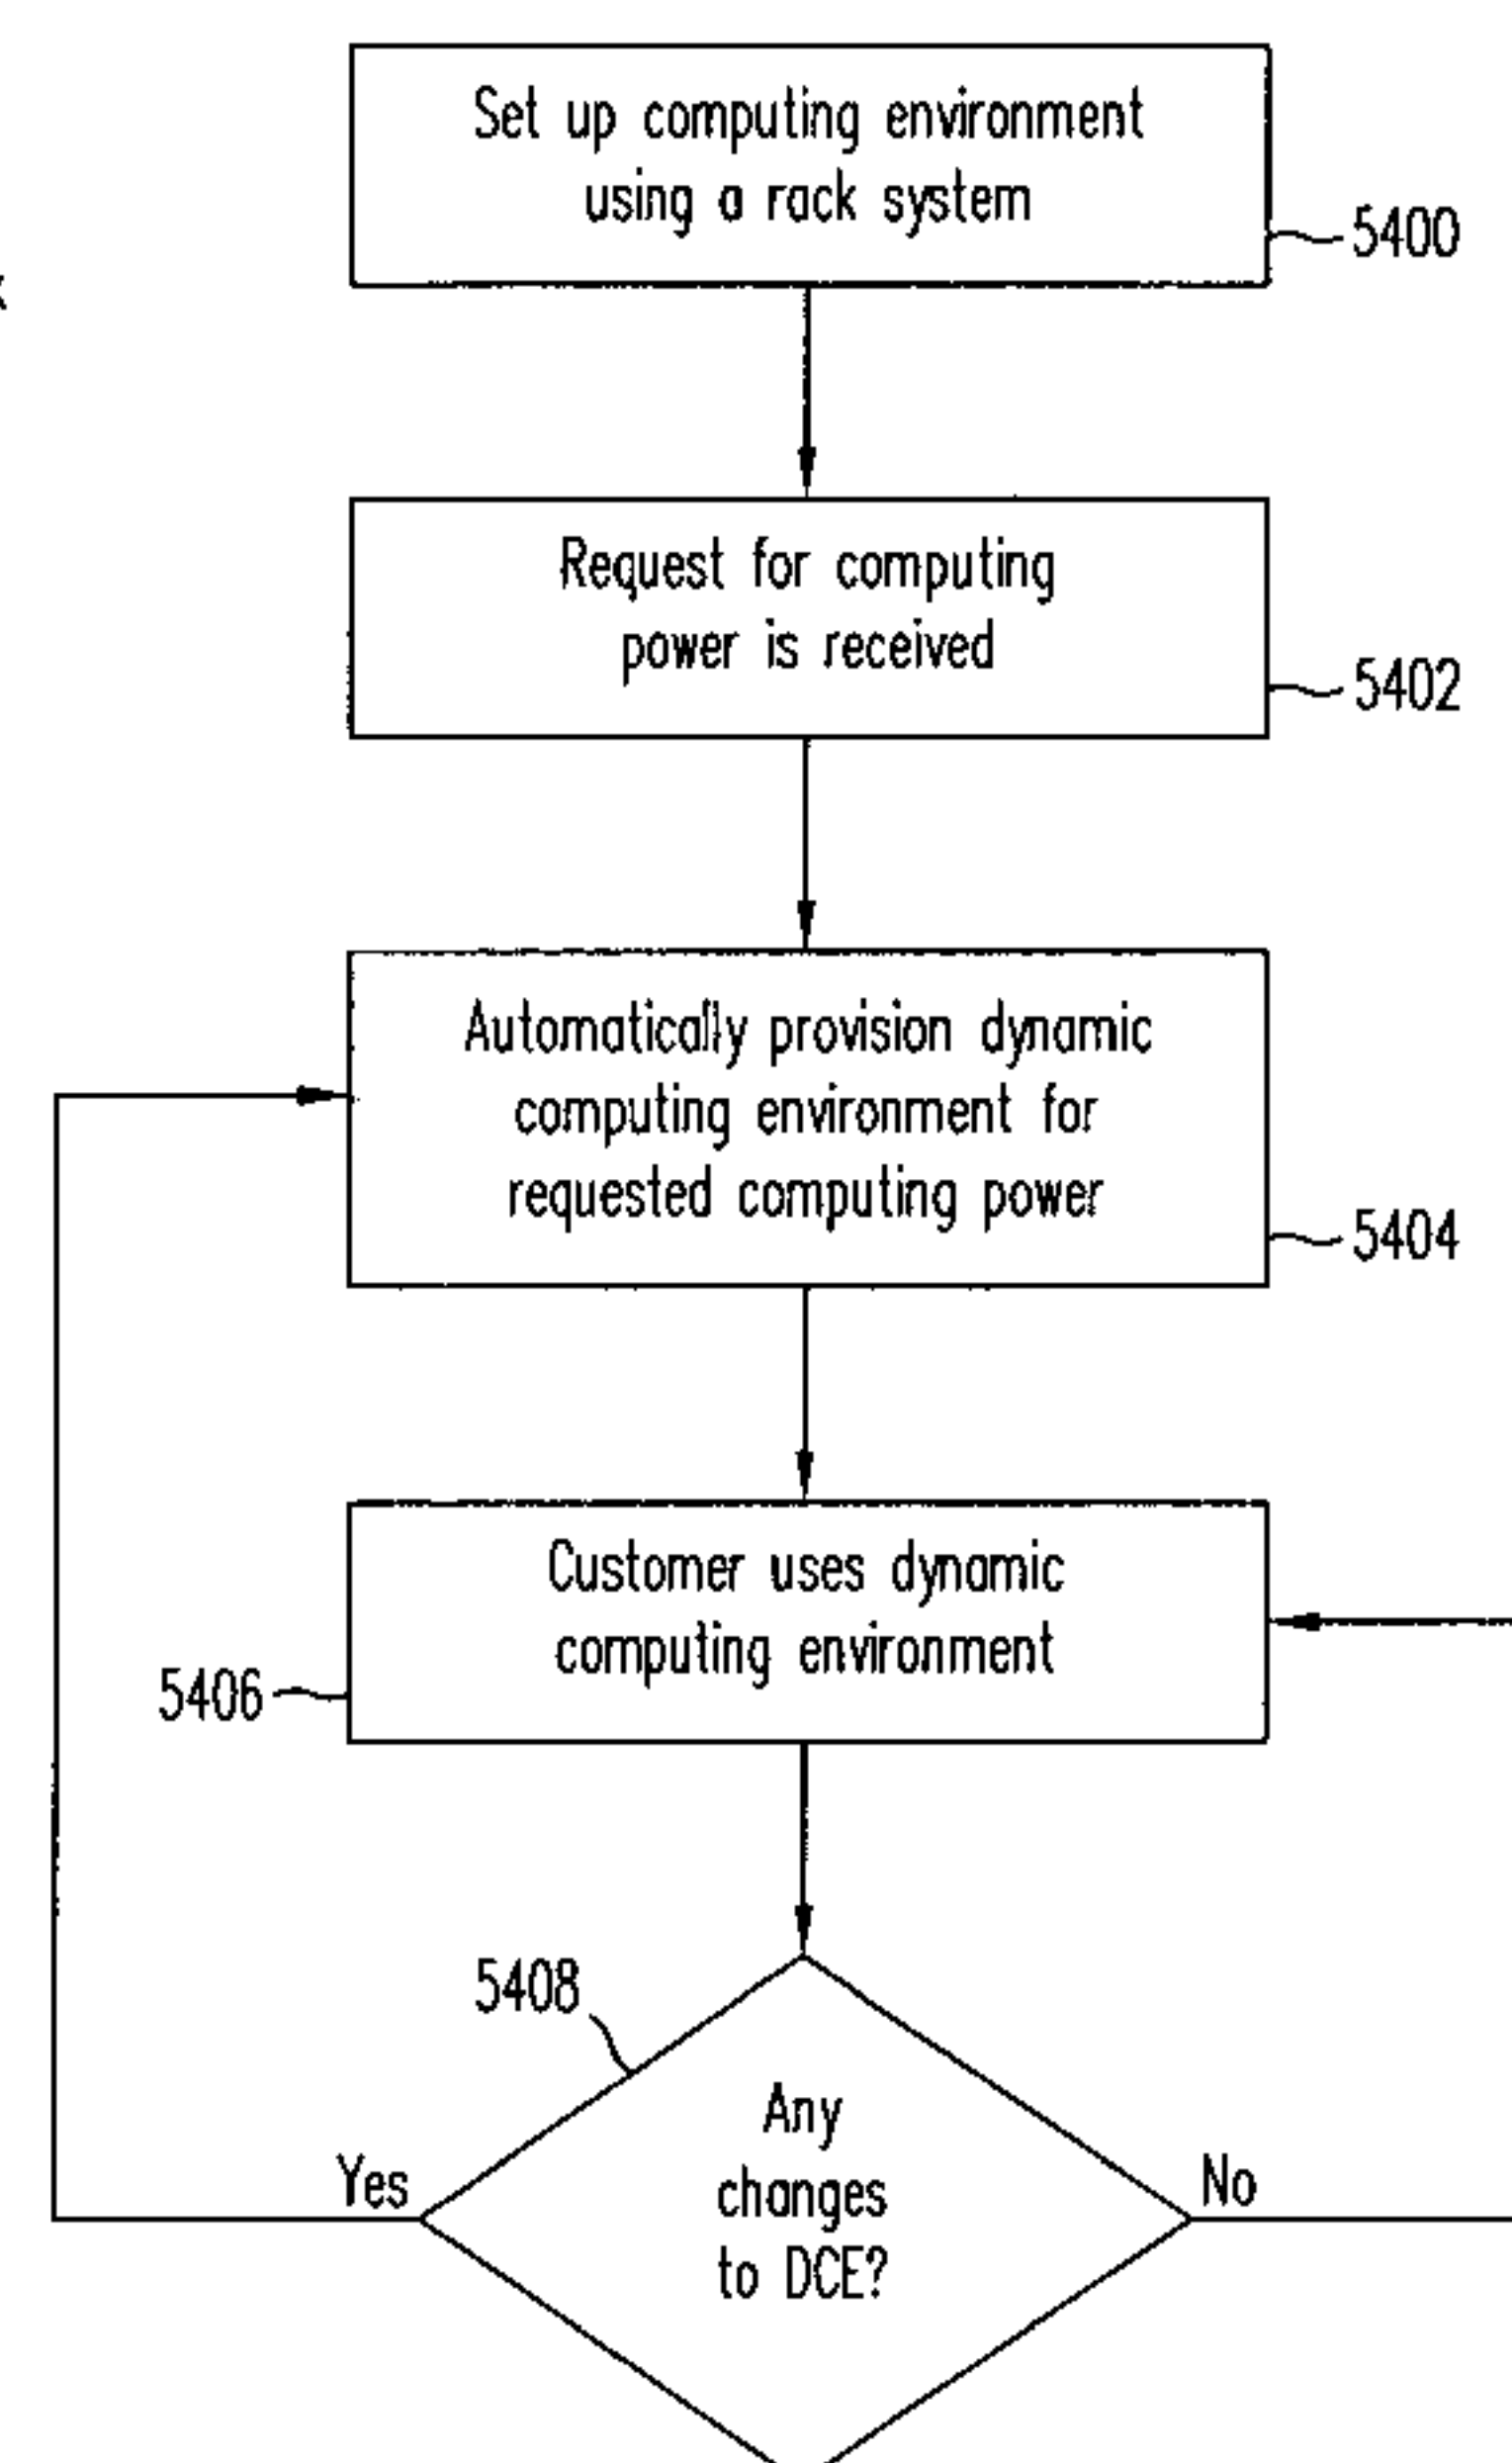 Set up computing environment
using a rack system
5400
Request for computing
power is received
5402
Automatically provision dynamic
computing environment for
requested computing power
5404
Customer uses dynamic
computing environment
5406
5408
Any
changes
to DCE?
Yes
No